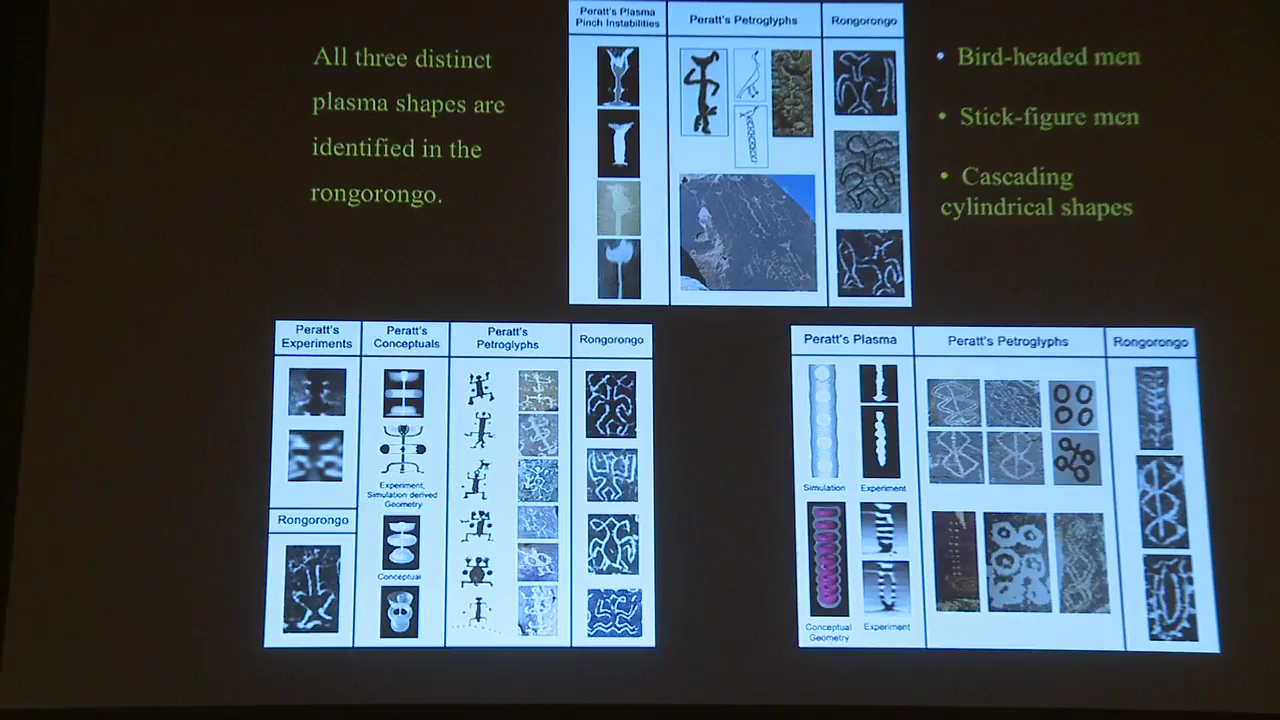 All three distinct
plasma shapes are
identified in the
rongorongo.
Peratt's Plasma
Pinch Instabilities
Peratt's Petroglyphs
Rongorongo
• Bird-headed men
• Stick-figure men
• Cascading
cylindrical shapes
Peratt's
Experiments
Peratt's
Conceptuals
Peratt's
Petroglyphs
Rongorongo
Experiment,
Simulation derived
Geometry
Rongorongo
Conceptual
Peratt's Plasma
Peratt's Petroglyphs
Rongorongo
Simulation
Experiment
Conceptual
Geometry
Experiment